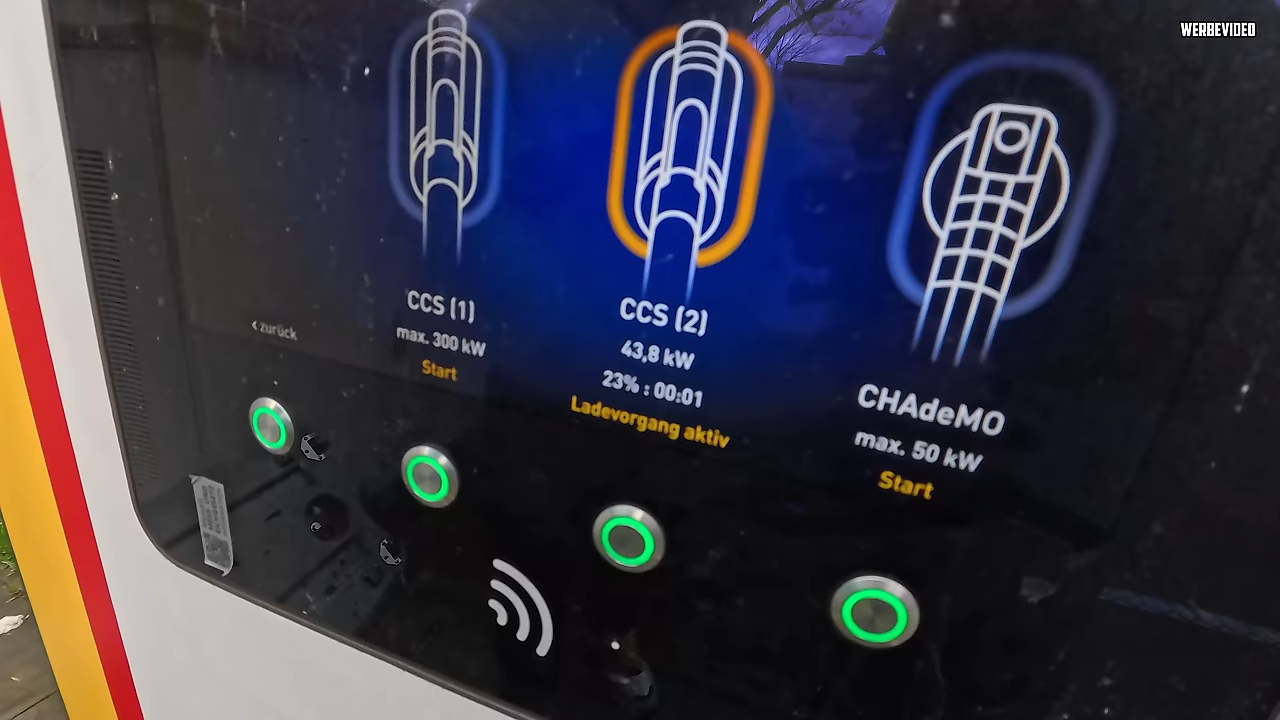 WERBEVIDEO
‹ zurück
CCS (1)
max. 300 kW
Start
CCS (2)
43,8 kW
23% : 00:01
Ladevorgang aktiv
CHAdeMO
max. 50 kW
Start